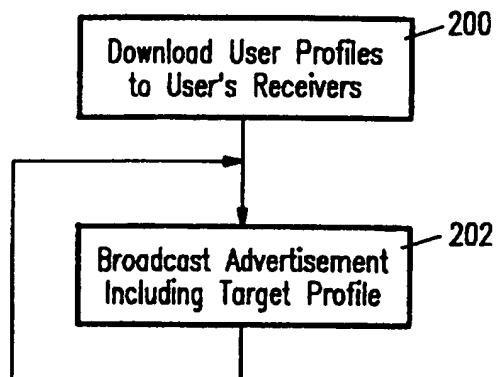 200
Download User Profiles
to User's Receivers
202
Broadcast Advertisement
Including Target Profile